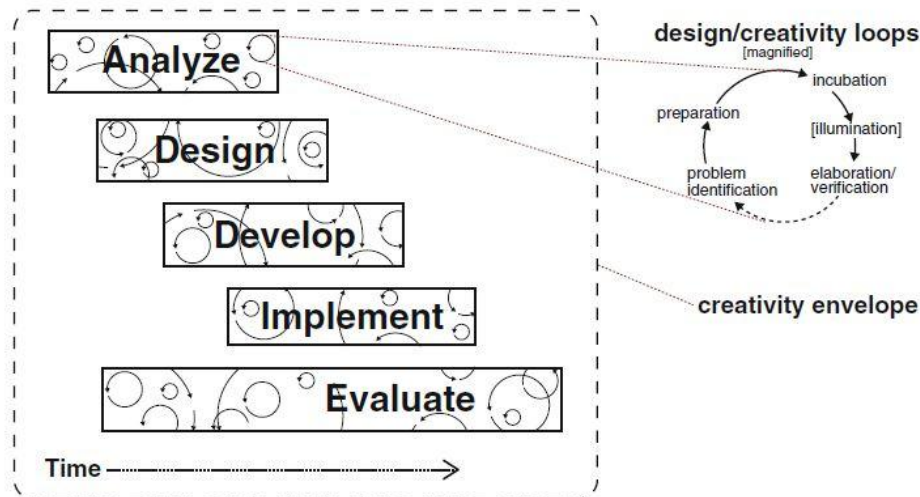 Analyze
Design
Develop
Implement
Evaluate
Time
design/creativity loops
[magnified]
incubation
preparation
[illumination]
problem
identification
elaboration/
verification
creativity envelope